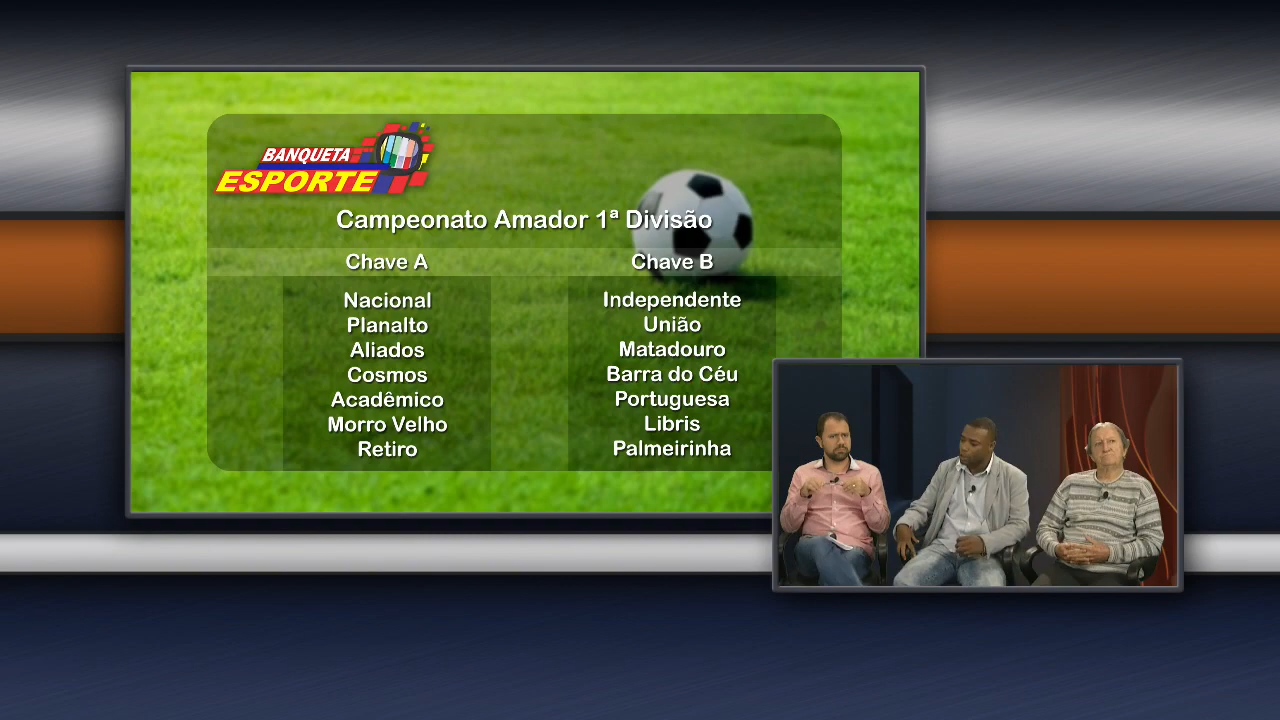 BANQUETA
ESPORTE
Campeonato Amador 1ª Divisão
Chave A
Chave B
Nacional
Planalto
Aliados
Cosmos
Acadêmico
Morro Velho
Retiro
Independente
União
Matadouro
Barra do Céu
Portuguesa
Libris
Palmeirinha